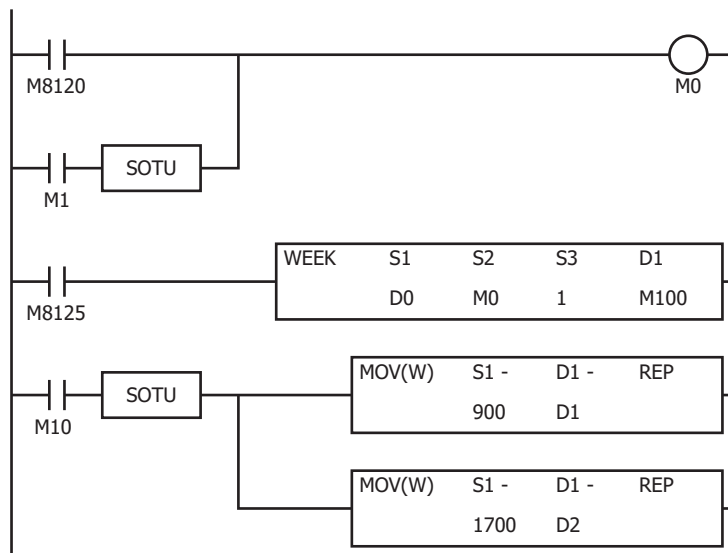 M8120
M0
SOTU
M1
WEEK S1 S2 S3 D1
D0 M0 1 M100
M8125
MOV(W) S1 - D1 - REP
900 D1
SOTU
M10
MOV(W) S1 - D1 - REP
1700 D2